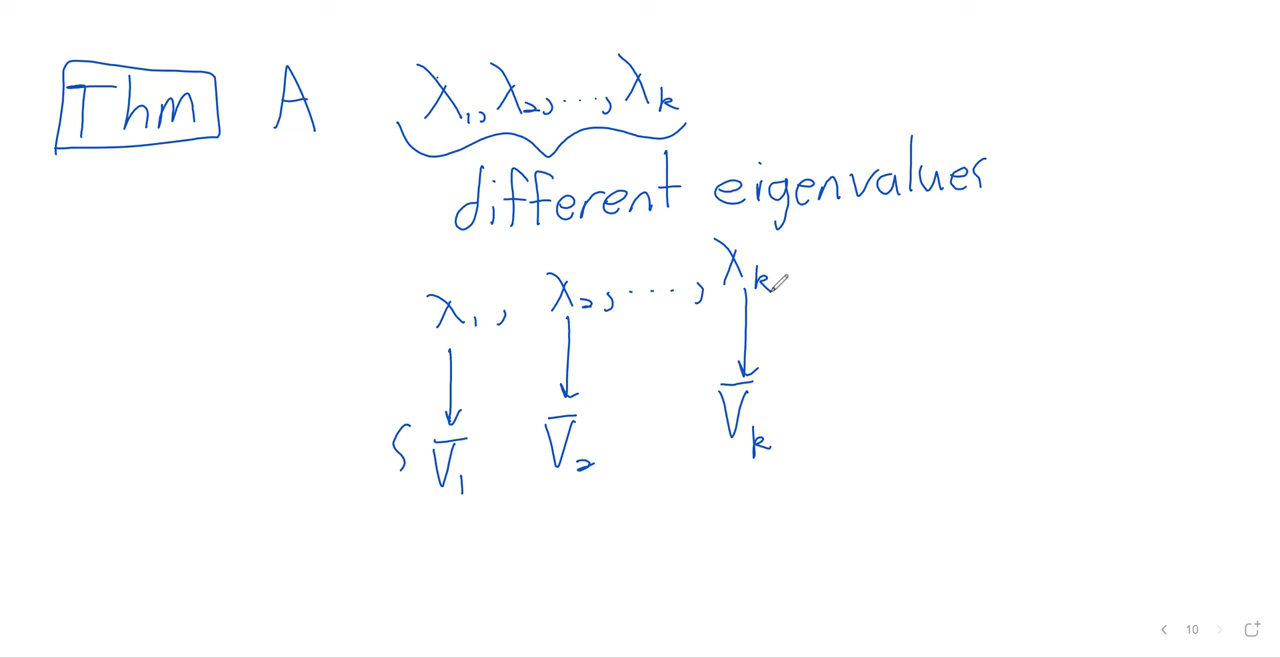 Thm A λ₁, λ₂, ..., λₖ
different eigenvalues
λ₁, λ₂, ..., λₖ
{ V̅₁ V̅₂ V̅ₖ
< 10 >